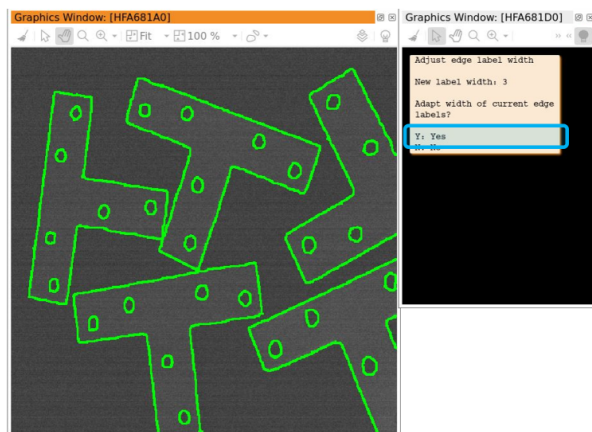 Graphics Window: [HFA681A0]
Fit 100 %
Graphics Window: [HFA681D0]
Adjust edge label width
New label width: 3
Adapt width of current edge
labels?
Y: Yes
N: No